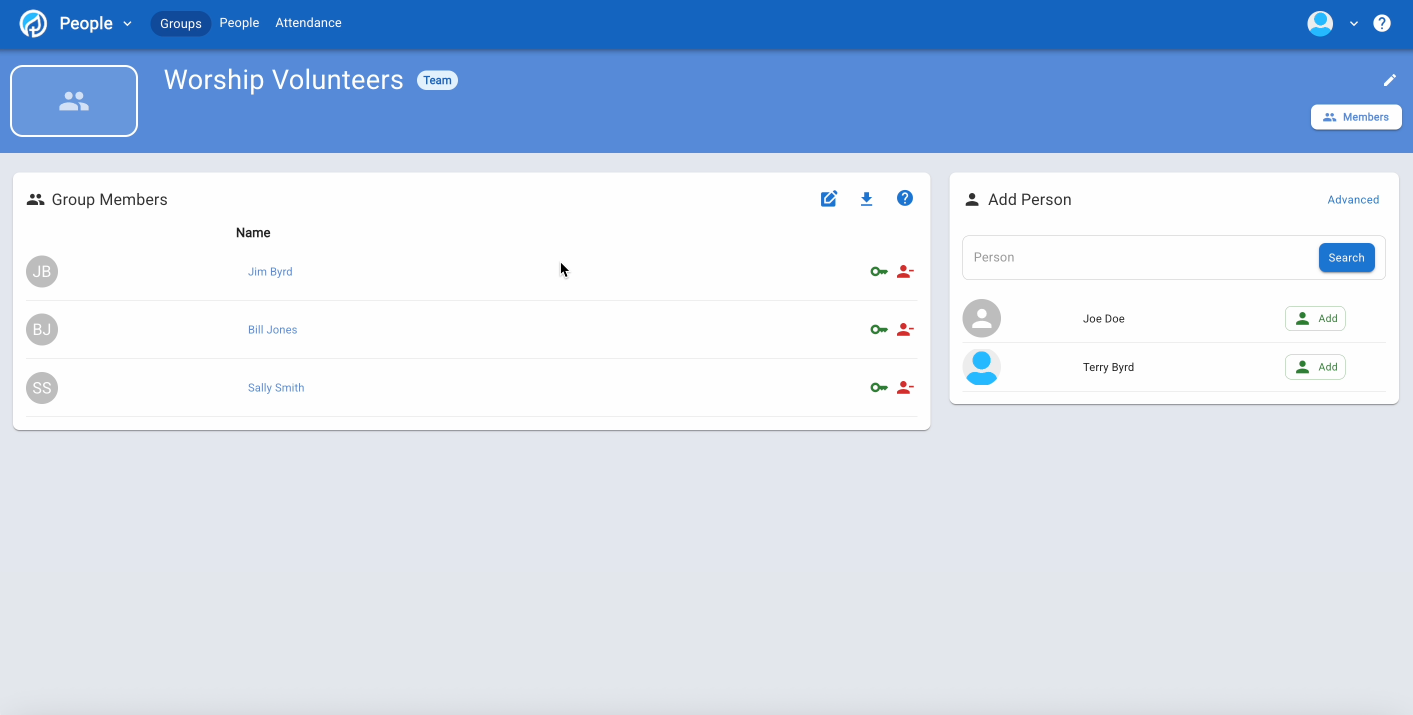 People Groups People Attendance
Worship Volunteers Team
Members
Group Members
Name
JB Jim Byrd
BJ Bill Jones
SS Sally Smith
Add Person Advanced
Person Search
Joe Doe Add
Terry Byrd Add